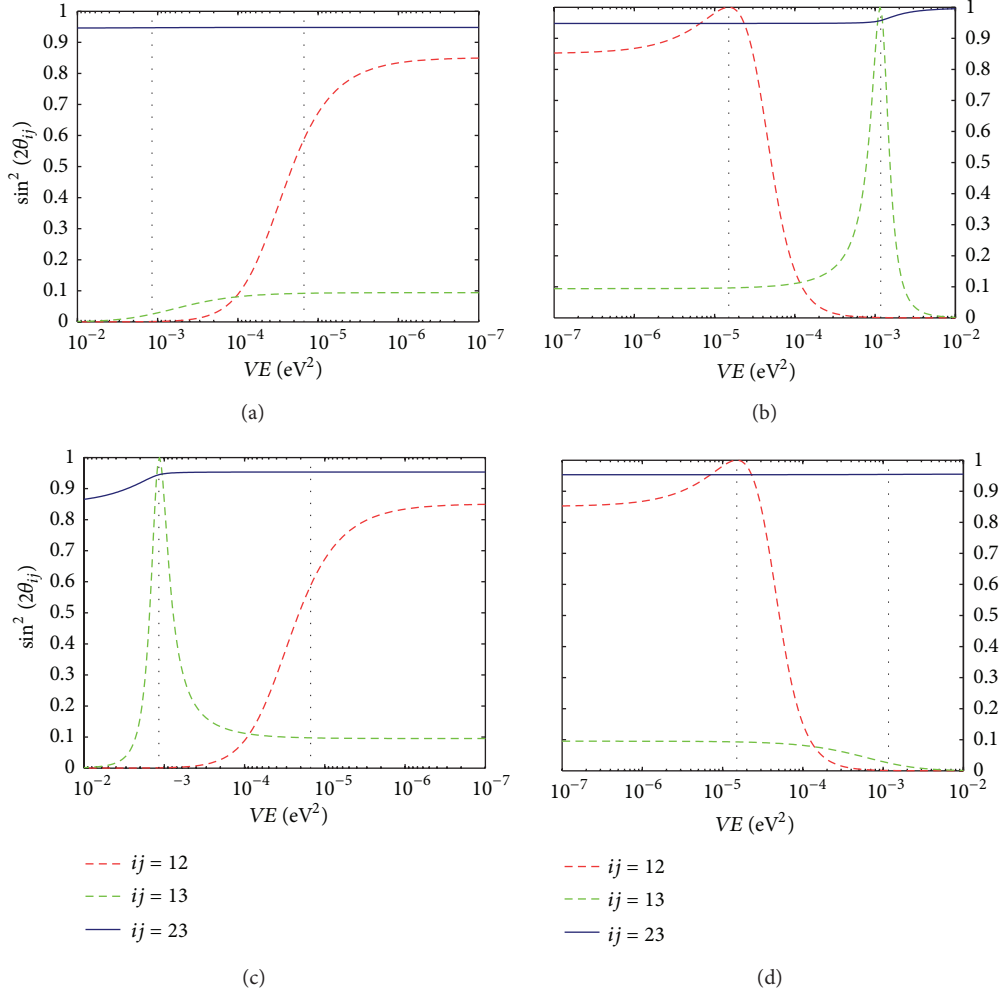 1
0.9
0.8
0.7
0.6
0.5
0.4
0.3
0.2
0.1
0
sin² (2θij)
10⁻² 10⁻³ 10⁻⁴ 10⁻⁵ 10⁻⁶ 10⁻⁷
VE (eV²)
(a)
1
0.9
0.8
0.7
0.6
0.5
0.4
0.3
0.2
0.1
0
10⁻⁷ 10⁻⁶ 10⁻⁵ 10⁻⁴ 10⁻³ 10⁻²
VE (eV²)
(b)
1
0.9
0.8
0.7
0.6
0.5
0.4
0.3
0.2
0.1
0
sin² (2θij)
10⁻² 10⁻³ 10⁻⁴ 10⁻⁵ 10⁻⁶ 10⁻⁷
VE (eV²)
ij = 12
ij = 13
ij = 23
(c)
1
0.9
0.8
0.7
0.6
0.5
0.4
0.3
0.2
0.1
0
10⁻⁷ 10⁻⁶ 10⁻⁵ 10⁻⁴ 10⁻³ 10⁻²
VE (eV²)
ij = 12
ij = 13
ij = 23
(d)